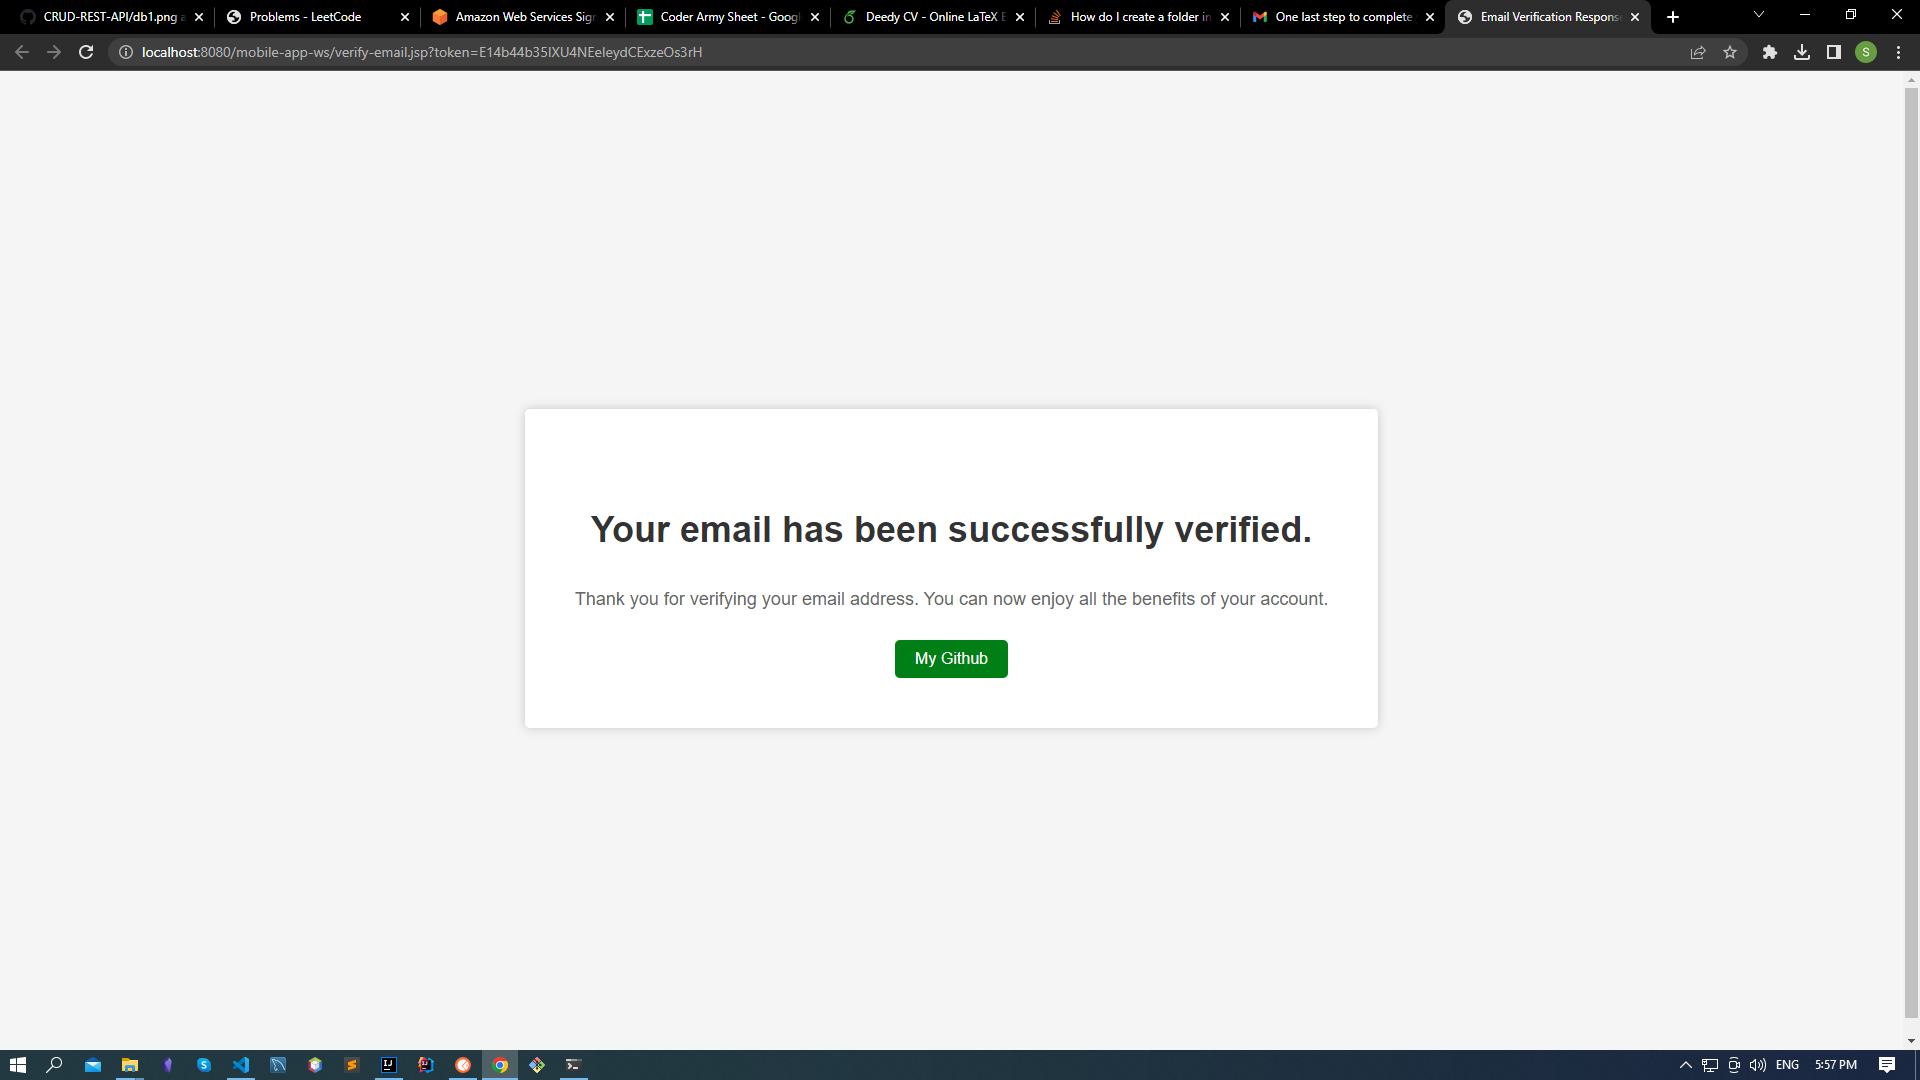 CRUD-REST-API/db1.png a
Problems - LeetCode
Amazon Web Services Sign
Coder Army Sheet - Googl
Deedy CV - Online LaTeX E
How do I create a folder in
One last step to complete
Email Verification Respons
localhost:8080/mobile-app-ws/verify-email.jsp?token=E14b44b35lXU4NEeIeydCExzeOs3rH
S
Your email has been successfully verified.
Thank you for verifying your email address. You can now enjoy all the benefits of your account.
My Github
ENG
5:57 PM